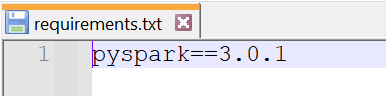 requirements.txt
1 pyspark==3.0.1